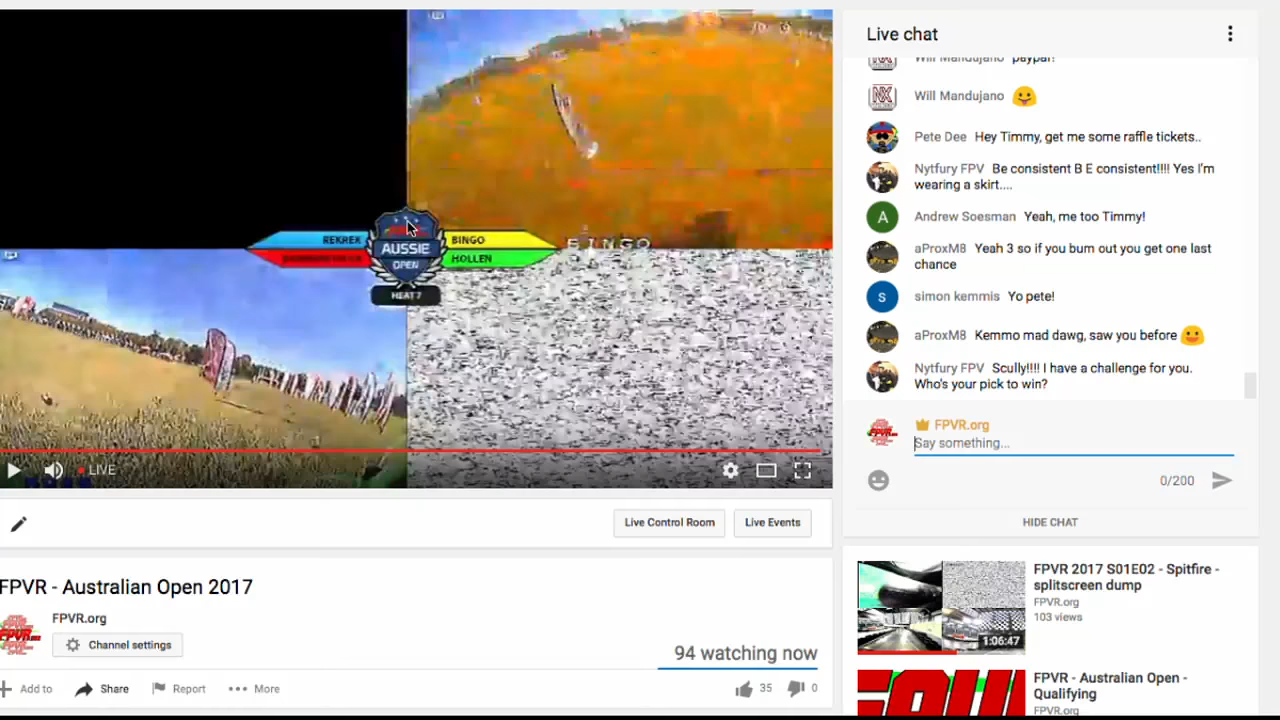 Live chat
Will Mandujano paypal!
Will Mandujano
Pete Dee Hey Timmy, get me some raffle tickets..
Nytfury FPV Be consistent B E consistent!!!! Yes I'm
wearing a skirt....
A
Andrew Soesman Yeah, me too Timmy!
aProxM8 Yeah 3 so if you bum out you get one last
chance
S
simon kemmis Yo pete!
aProxM8 Kemmo mad dawg, saw you before
Nytfury FPV Scully!!!! I have a challenge for you.
Who's your pick to win?
FPVR.org
Say something...
0/200
HIDE CHAT
REKREK
AUSSIE
OPEN
BINGO
HOLLEN
BINGO
HEAT 7
LIVE
Live Control Room
Live Events
FPVR - Australian Open 2017
FPVR.org
Channel settings
94 watching now
Add to
Share
Report
More
35
0
FPVR 2017 S01E02 - Spitfire -
splitscreen dump
FPVR.org
103 views
1:06:47
FPVR - Australian Open -
Qualifying
FPVR.org